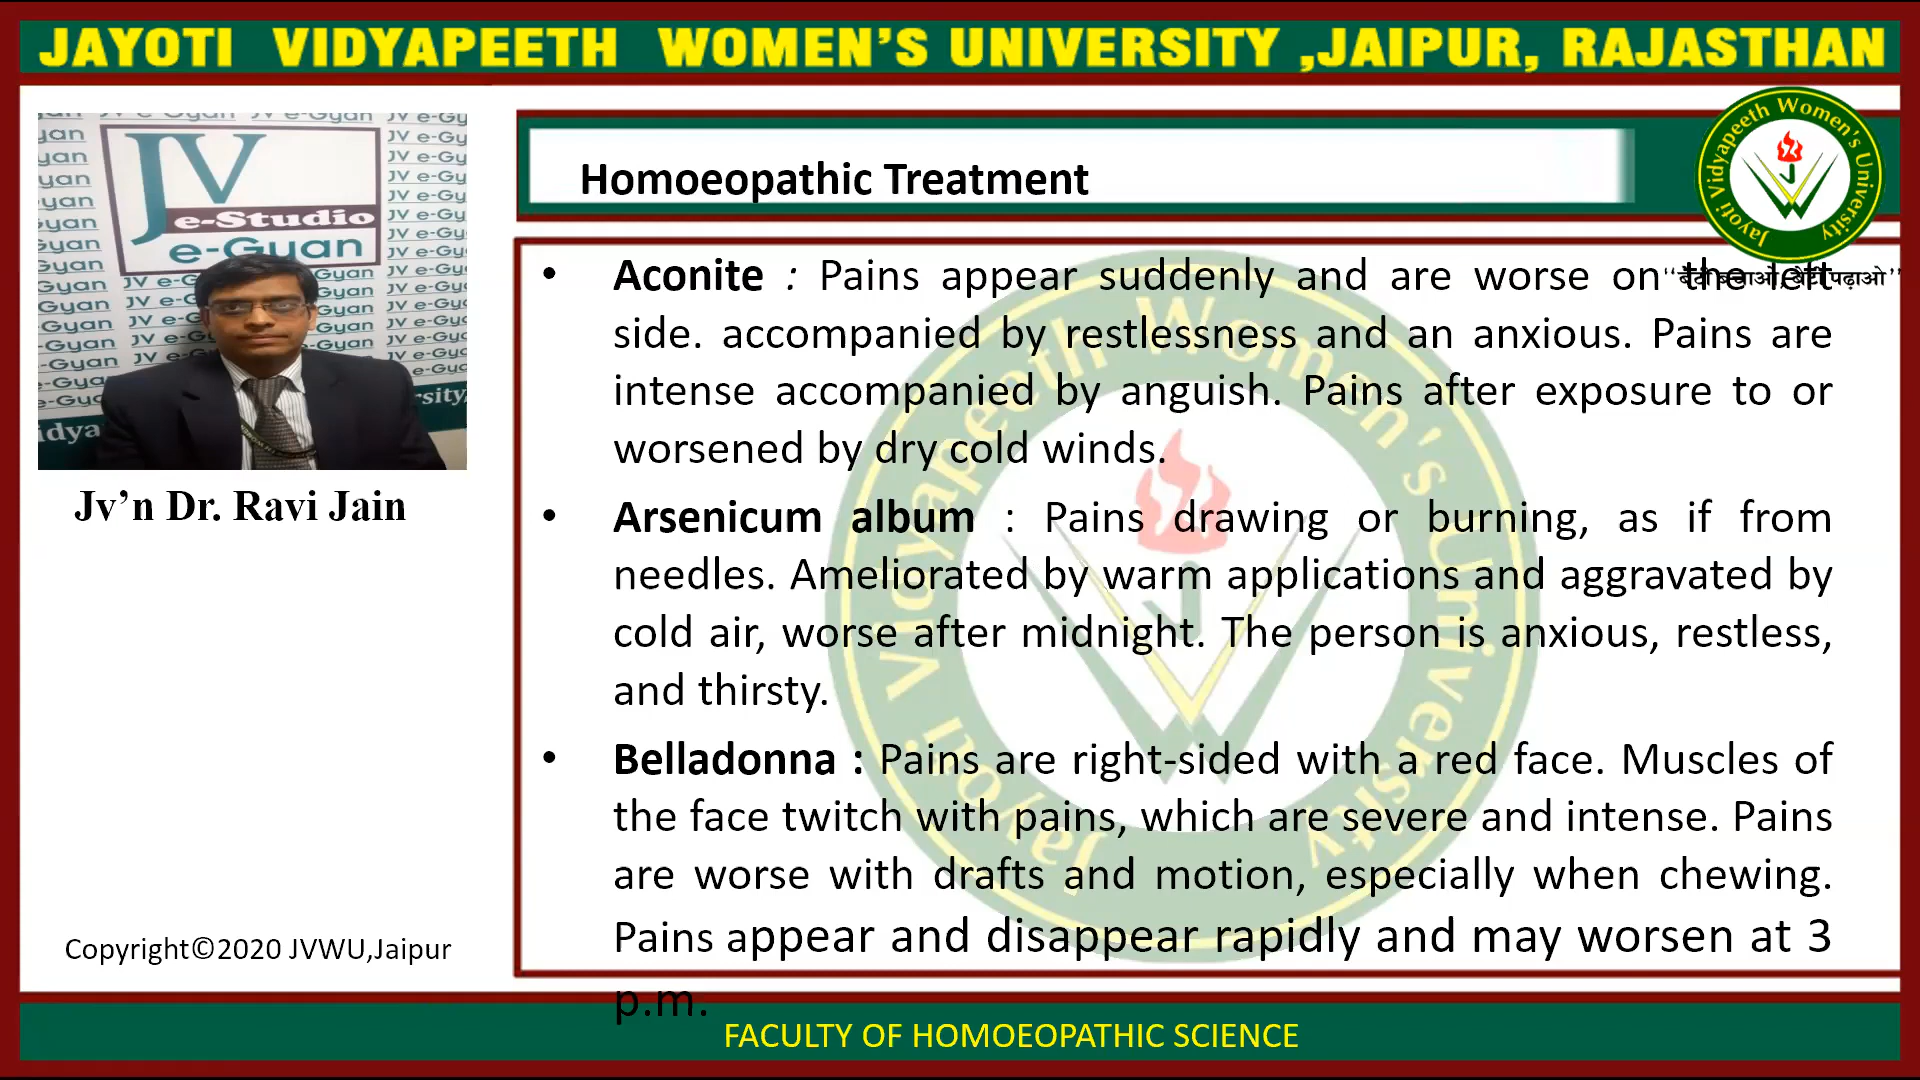 JAYOTI VIDYAPEETH WOMEN’S UNIVERSITY ,JAIPUR, RAJASTHAN
JV
e-Studio
e-Gyan
Jv’n Dr. Ravi Jain
Copyright©2020 JVWU,Jaipur
Homoeopathic Treatment
Jayoti Vidyapeeth Women's University
‘‘बेटी बचाओ, बेटी पढ़ाओ’’
• Aconite : Pains appear suddenly and are worse on the left
side. accompanied by restlessness and an anxious. Pains are
intense accompanied by anguish. Pains after exposure to or
worsened by dry cold winds.
• Arsenicum album : Pains drawing or burning, as if from
needles. Ameliorated by warm applications and aggravated by
cold air, worse after midnight. The person is anxious, restless,
and thirsty.
• Belladonna : Pains are right-sided with a red face. Muscles of
the face twitch with pains, which are severe and intense. Pains
are worse with drafts and motion, especially when chewing.
Pains appear and disappear rapidly and may worsen at 3
p.m.
FACULTY OF HOMOEOPATHIC SCIENCE